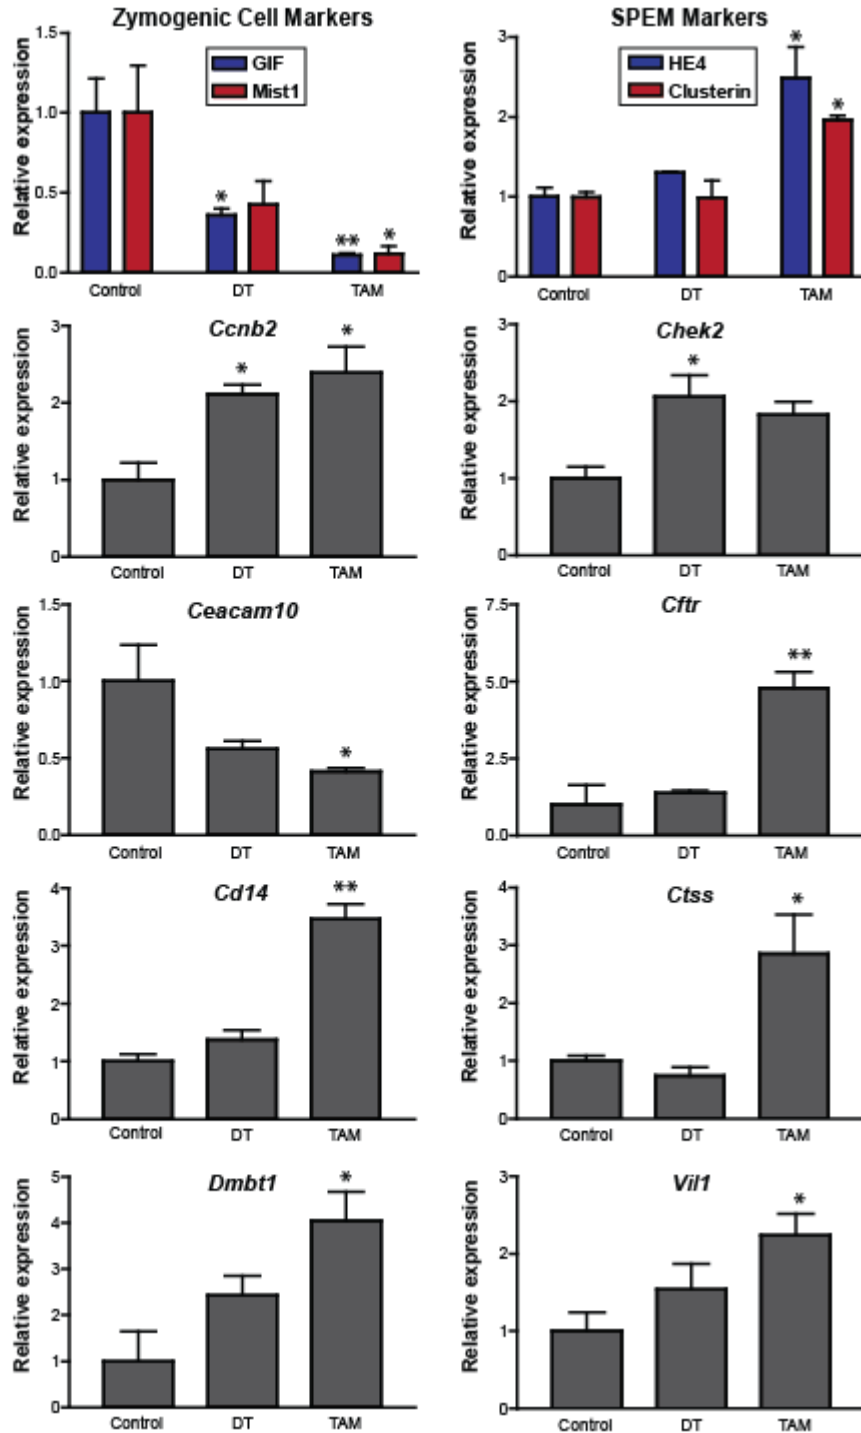 Zymogenic Cell Markers
Relative expression
1.5
1.0
0.5
0.0
GIF
Mist1
*
**
*
Control DT TAM
SPEM Markers
Relative expression
3
2
1
0
HE4
Clusterin
*
*
Control DT TAM
Ccnb2
Relative expression
3
2
1
0
*
*
Control DT TAM
Chek2
Relative expression
3
2
1
0
*
Control DT TAM
Ceacam10
Relative expression
1.5
1.0
0.5
0.0
*
Control DT TAM
Cftr
Relative expression
7.5
5.0
2.5
0.0
**
Control DT TAM
Cd14
Relative expression
4
3
2
1
0
**
Control DT TAM
Ctss
Relative expression
4
3
2
1
0
*
Control DT TAM
Dmbt1
Relative expression
5
4
3
2
1
0
*
Control DT TAM
Vil1
Relative expression
3
2
1
0
*
Control DT TAM